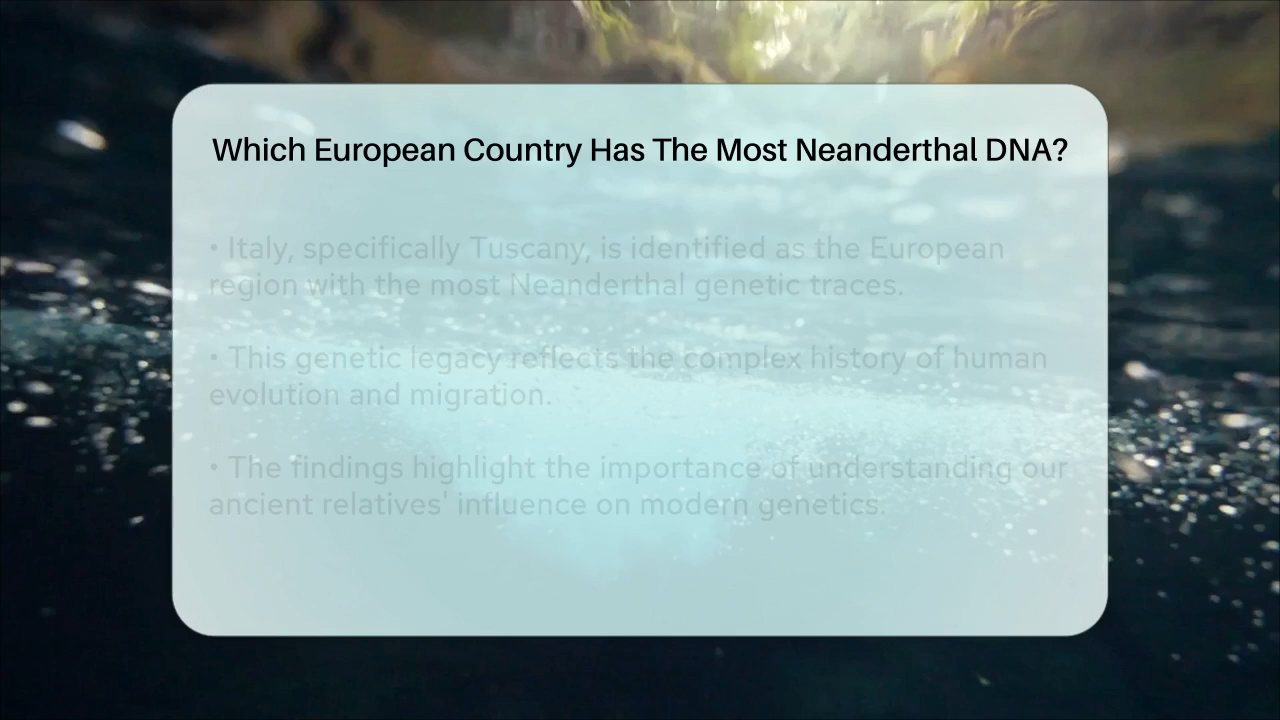 Which European Country Has The Most Neanderthal DNA?
• Italy, specifically Tuscany, is identified as the European
region with the most Neanderthal genetic traces.
• This genetic legacy reflects the complex history of human
evolution and migration.
• The findings highlight the importance of understanding our
ancient relatives' influence on modern genetics.